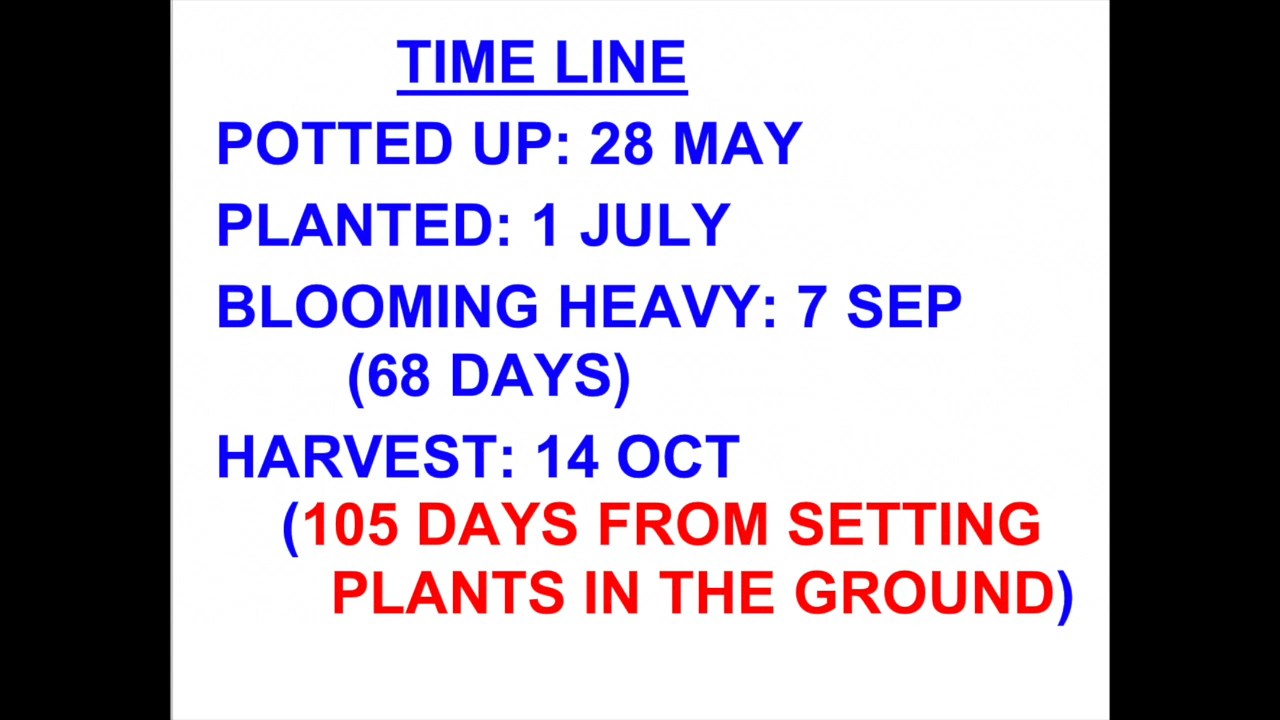 TIME LINE
POTTED UP: 28 MAY
PLANTED: 1 JULY
BLOOMING HEAVY: 7 SEP
(68 DAYS)
HARVEST: 14 OCT
(105 DAYS FROM SETTING
PLANTS IN THE GROUND)